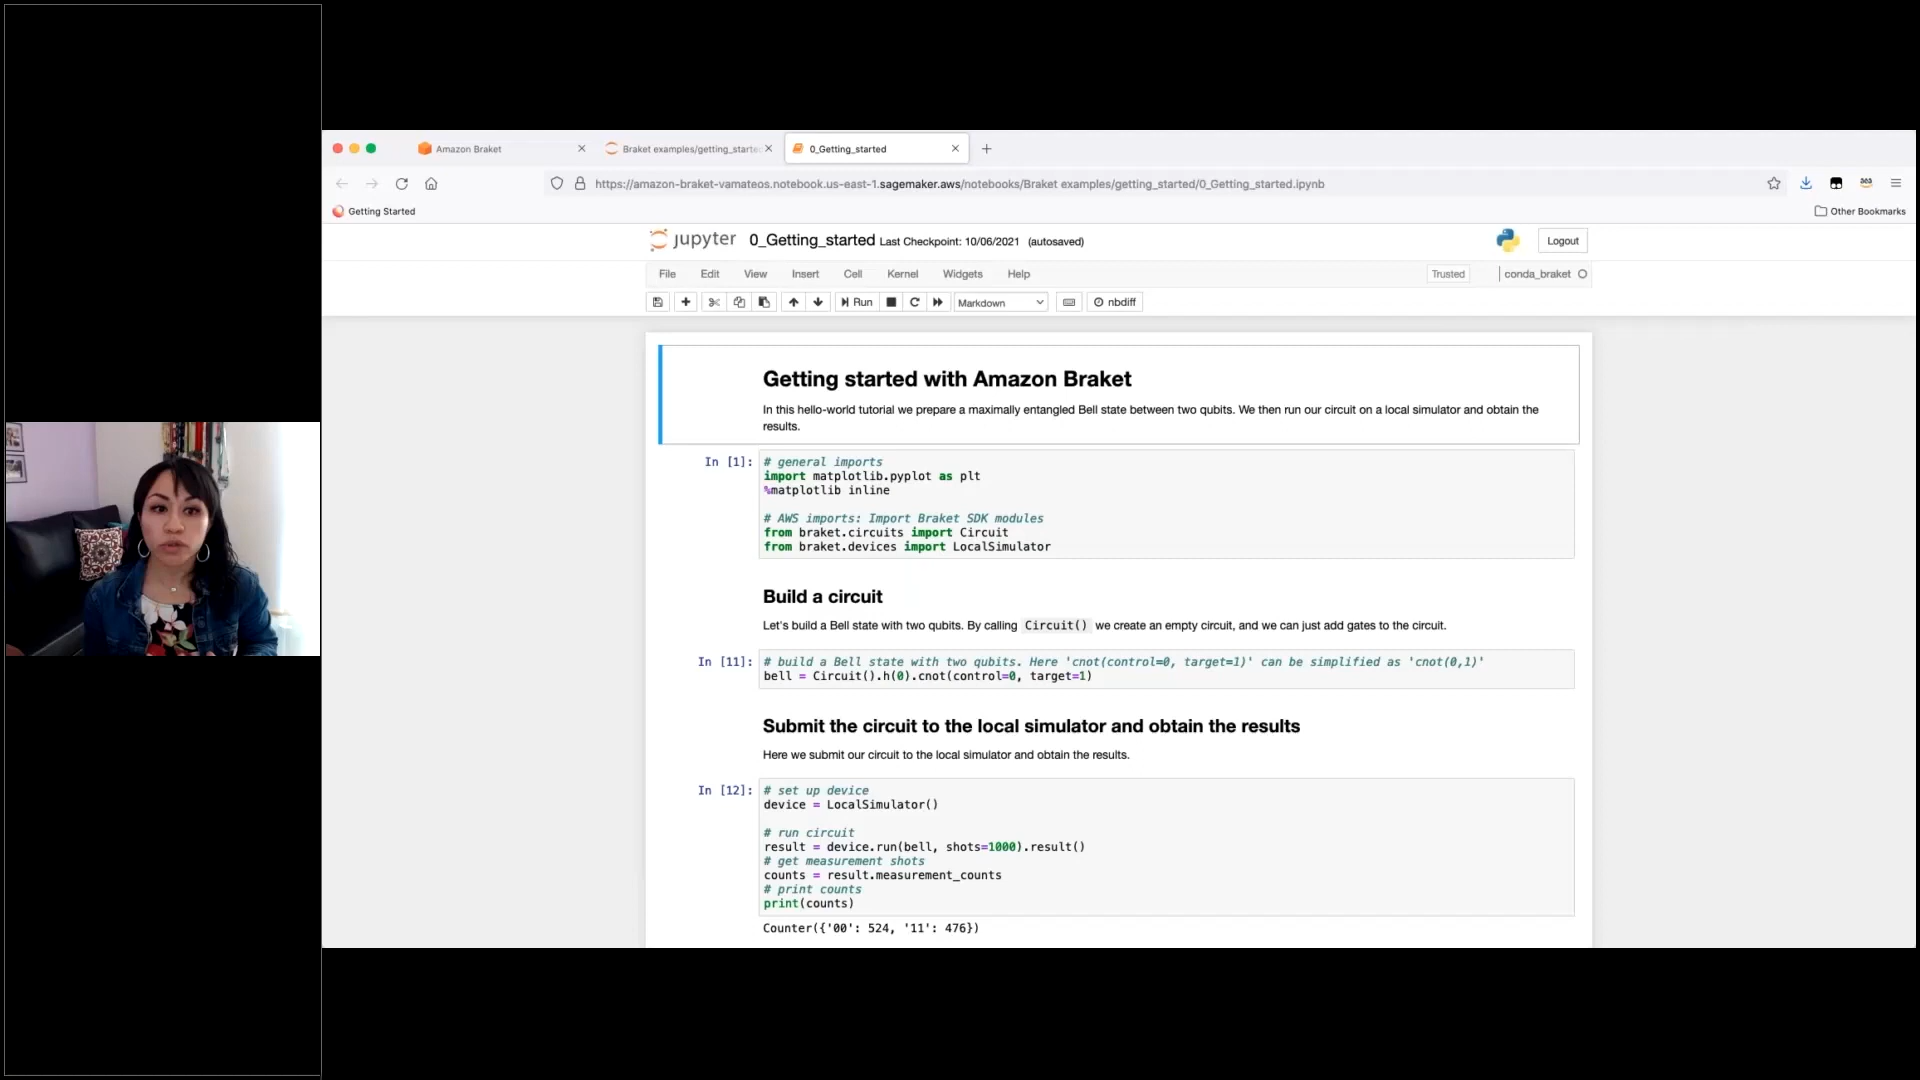 Amazon Braket
Braket examples/getting_starte
0_Getting_started
https://amazon-braket-vamateos.notebook.us-east-1.sagemaker.aws/notebooks/Braket examples/getting_started/0_Getting_started.ipynb
Getting Started
Other Bookmarks
jupyter 0_Getting_started Last Checkpoint: 10/06/2021 (autosaved)
Logout
File Edit View Insert Cell Kernel Widgets Help
Trusted
conda_braket
Run
Markdown
nbdiff
Getting started with Amazon Braket
In this hello-world tutorial we prepare a maximally entangled Bell state between two qubits. We then run our circuit on a local simulator and obtain the
results.
In [1]: # general imports
import matplotlib.pyplot as plt
%matplotlib inline
# AWS imports: Import Braket SDK modules
from braket.circuits import Circuit
from braket.devices import LocalSimulator
Build a circuit
Let's build a Bell state with two qubits. By calling Circuit() we create an empty circuit, and we can just add gates to the circuit.
In [11]: # build a Bell state with two qubits. Here 'cnot(control=0, target=1)' can be simplified as 'cnot(0,1)'
bell = Circuit().h(0).cnot(control=0, target=1)
Submit the circuit to the local simulator and obtain the results
Here we submit our circuit to the local simulator and obtain the results.
In [12]: # set up device
device = LocalSimulator()
# run circuit
result = device.run(bell, shots=1000).result()
# get measurement shots
counts = result.measurement_counts
# print counts
print(counts)
Counter({'00': 524, '11': 476})